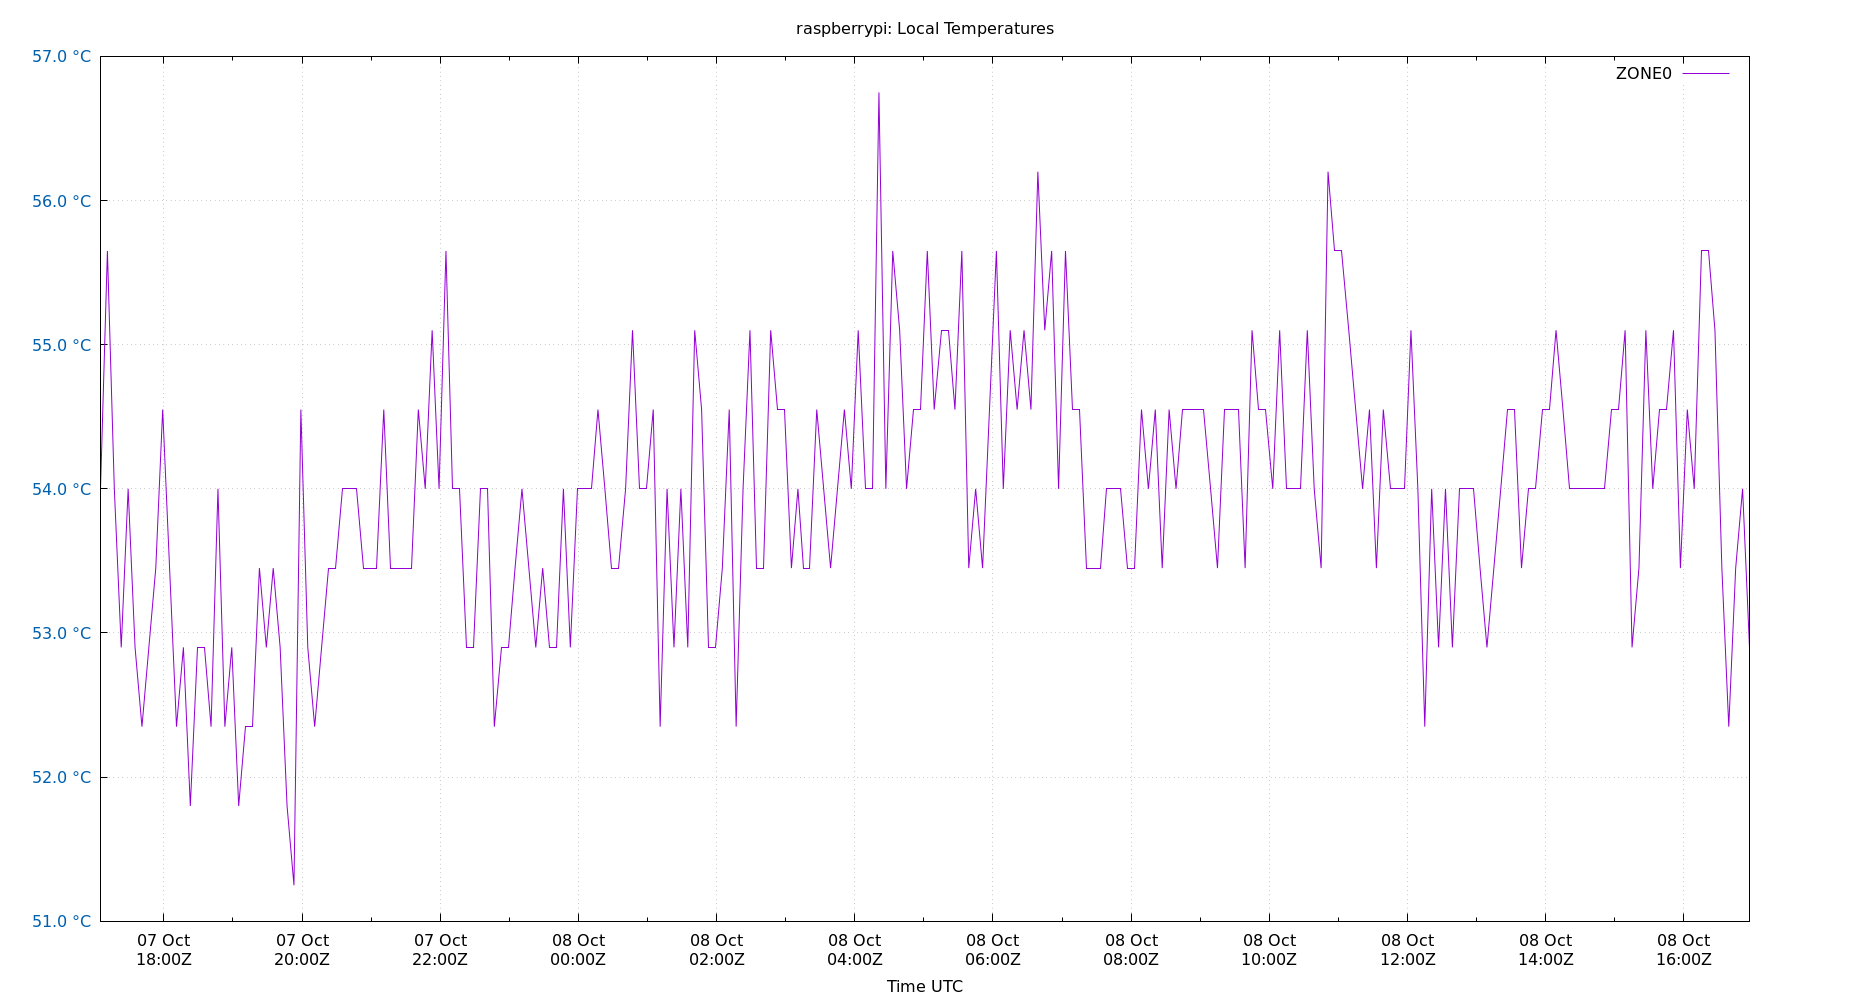 raspberrypi: Local Temperatures
57.0 °C
ZONE0
56.0 °C
55.0 °C
54.0 °C
53.0 °C
52.0 °C
51.0 °C
07 Oct 07 Oct 07 Oct 08 Oct 08 Oct 08 Oct 08 Oct 08 Oct 08 Oct 08 Oct 08 Oct 08 Oct
18:00Z 20:00Z 22:00Z 00:00Z 02:00Z 04:00Z 06:00Z 08:00Z 10:00Z 12:00Z 14:00Z 16:00Z
Time UTC